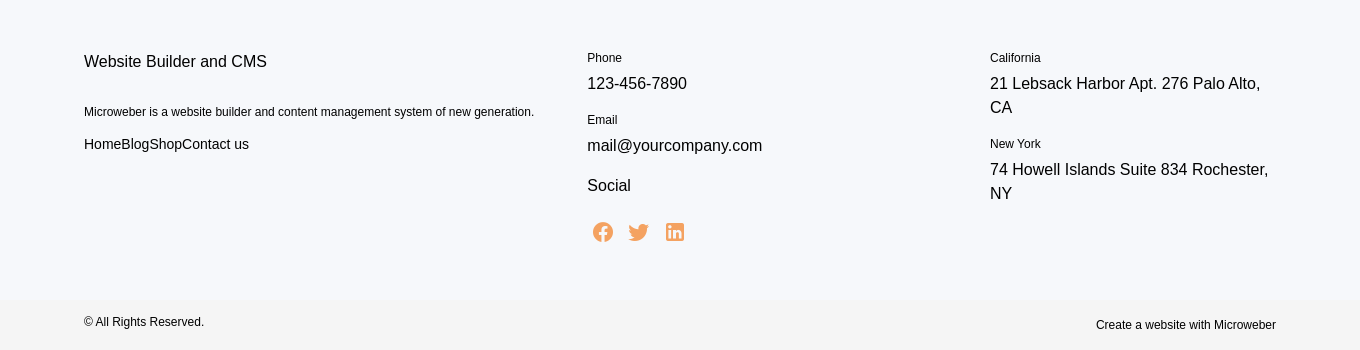 Website Builder and CMS
Microweber is a website builder and content management system of new generation.
HomeBlogShopContact us
Phone
123-456-7890
Email
mail@yourcompany.com
Social
California
21 Lebsack Harbor Apt. 276 Palo Alto,
CA
New York
74 Howell Islands Suite 834 Rochester,
NY
© All Rights Reserved.
Create a website with Microweber